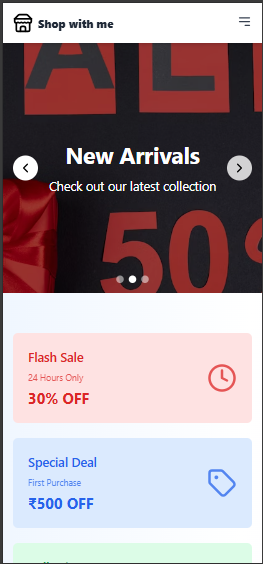 Shop with me
New Arrivals
Check out our latest collection
50%
Flash Sale
24 Hours Only
30% OFF
Special Deal
First Purchase
₹500 OFF